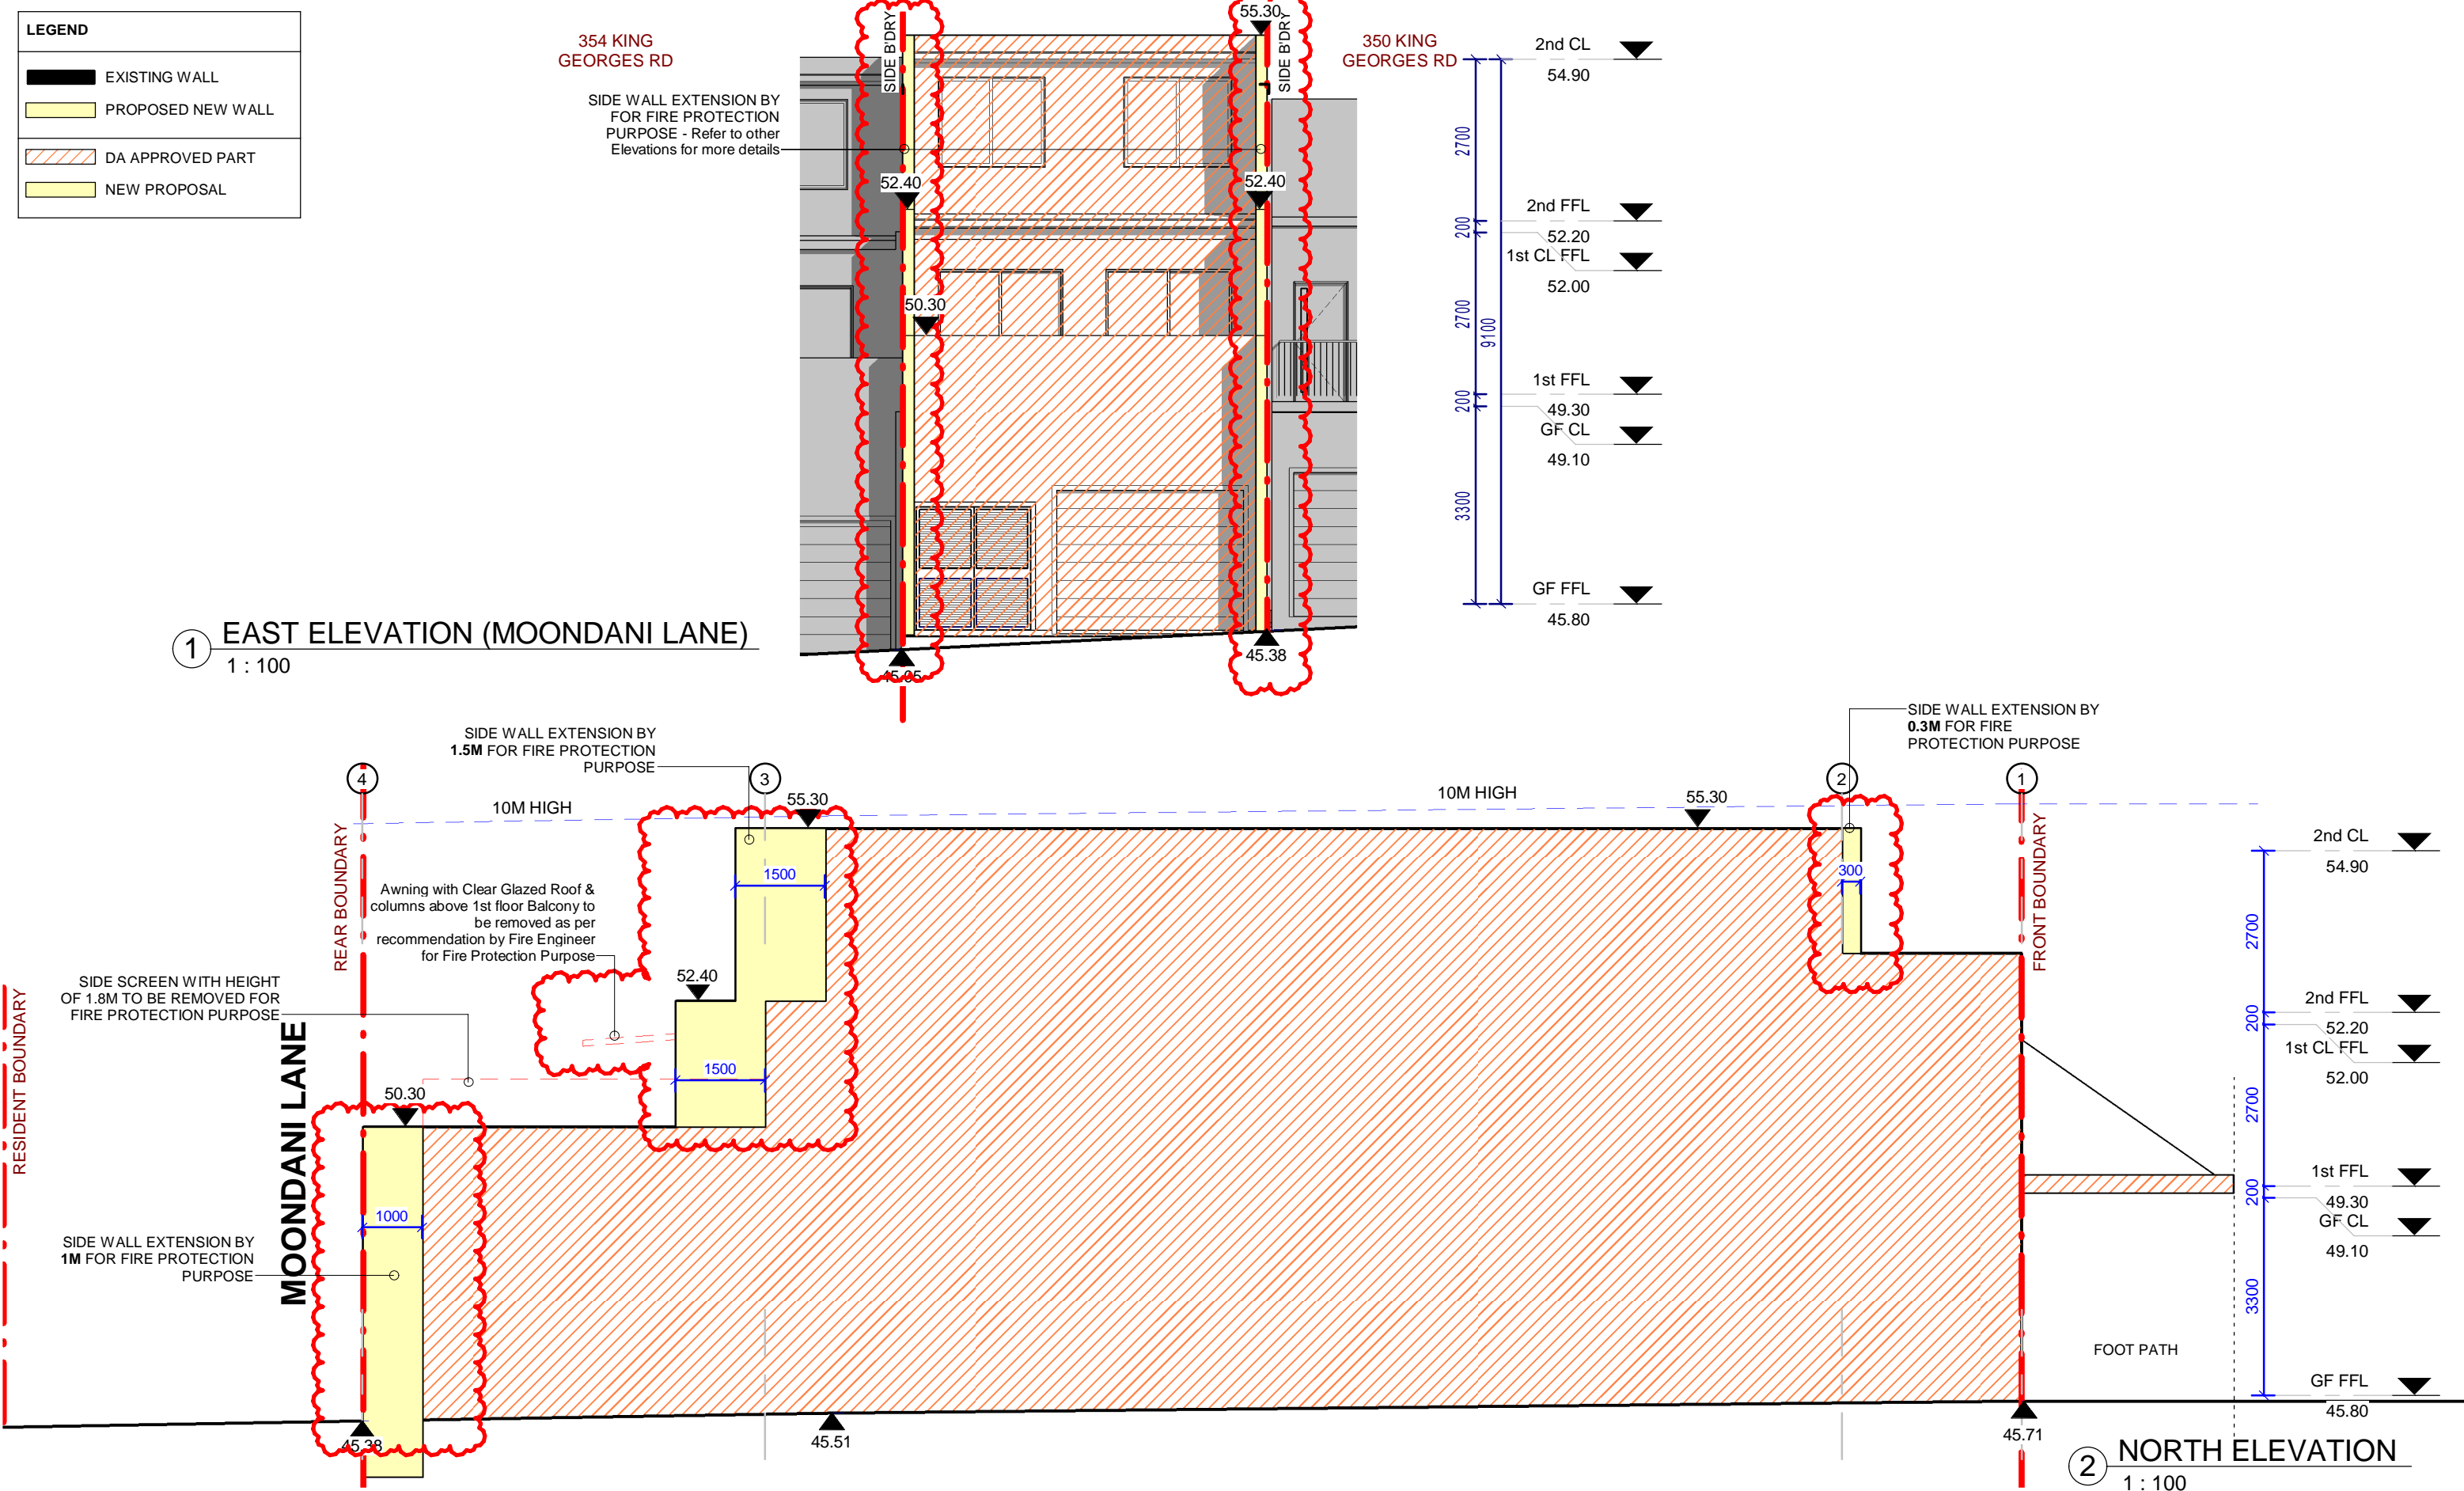 LEGEND
EXISTING WALL
PROPOSED NEW WALL
DA APPROVED PART
NEW PROPOSAL
354 KING
GEORGES RD
SIDE WALL EXTENSION BY
FOR FIRE PROTECTION
PURPOSE - Refer to other
Elevations for more details
SIDE B'DRY
55.30
SIDE B'DRY
350 KING
GEORGES RD
52.40
52.40
50.30
45.05
45.38
2nd CL
54.90
2nd FFL
52.20
1st CL FFL
52.00
1st FFL
49.30
GF CL
49.10
GF FFL
45.80
2700
200
2700
9100
200
3300
1 EAST ELEVATION (MOONDANI LANE)
1 : 100
SIDE WALL EXTENSION BY
1.5M FOR FIRE PROTECTION
PURPOSE
SIDE WALL EXTENSION BY
0.3M FOR FIRE
PROTECTION PURPOSE
4
3
2
1
10M HIGH
55.30
10M HIGH
55.30
REAR BOUNDARY
FRONT BOUNDARY
1500
300
Awning with Clear Glazed Roof &
columns above 1st floor Balcony to
be removed as per
recommendation by Fire Engineer
for Fire Protection Purpose
52.40
SIDE SCREEN WITH HEIGHT
OF 1.8M TO BE REMOVED FOR
FIRE PROTECTION PURPOSE
RESIDENT BOUNDARY
MOONDANI LANE
1500
50.30
1000
SIDE WALL EXTENSION BY
1M FOR FIRE PROTECTION
PURPOSE
45.38
45.51
45.71
FOOT PATH
2nd CL
54.90
2nd FFL
52.20
1st CL FFL
52.00
1st FFL
49.30
GF CL
49.10
GF FFL
45.80
2700
200
2700
200
3300
2 NORTH ELEVATION
1 : 100